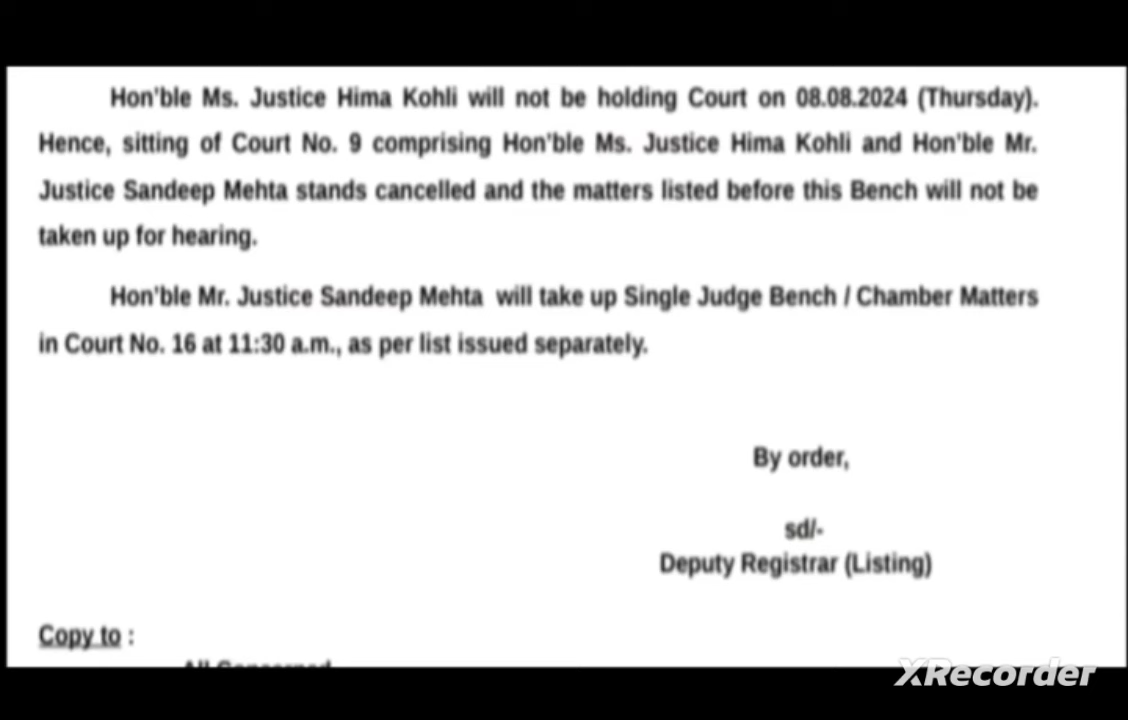 Hon'ble Ms. Justice Hima Kohli will not be holding Court on 08.08.2024 (Thursday).
Hence, sitting of Court No. 9 comprising Hon'ble Ms. Justice Hima Kohli and Hon'ble Mr.
Justice Sandeep Mehta stands cancelled and the matters listed before this Bench will not be
taken up for hearing.
Hon'ble Mr. Justice Sandeep Mehta will take up Single Judge Bench / Chamber Matters
in Court No. 16 at 11:30 a.m., as per list issued separately.
By order,
sd/-
Deputy Registrar (Listing)
Copy to :
All Concerned
XRecorder